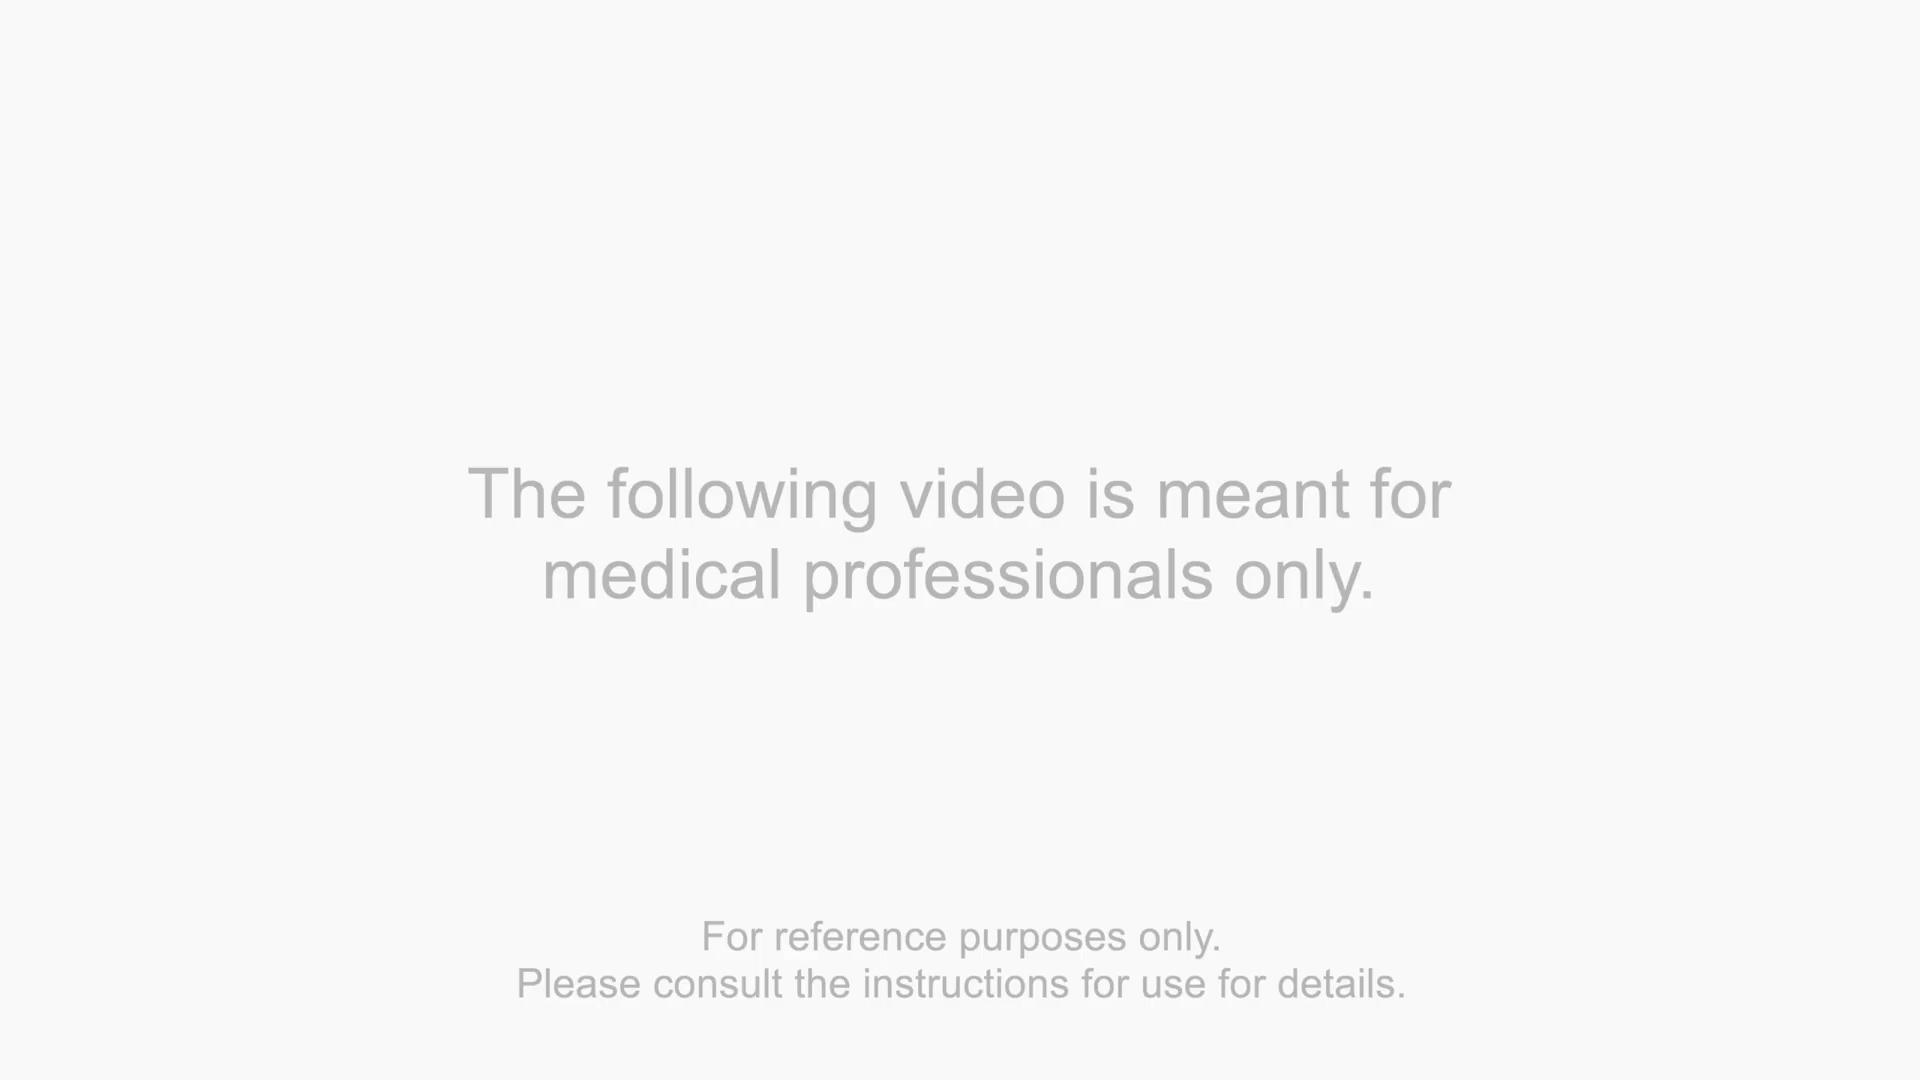 The following video is meant for
medical professionals only.
For reference purposes only.
Please consult the instructions for use for details.